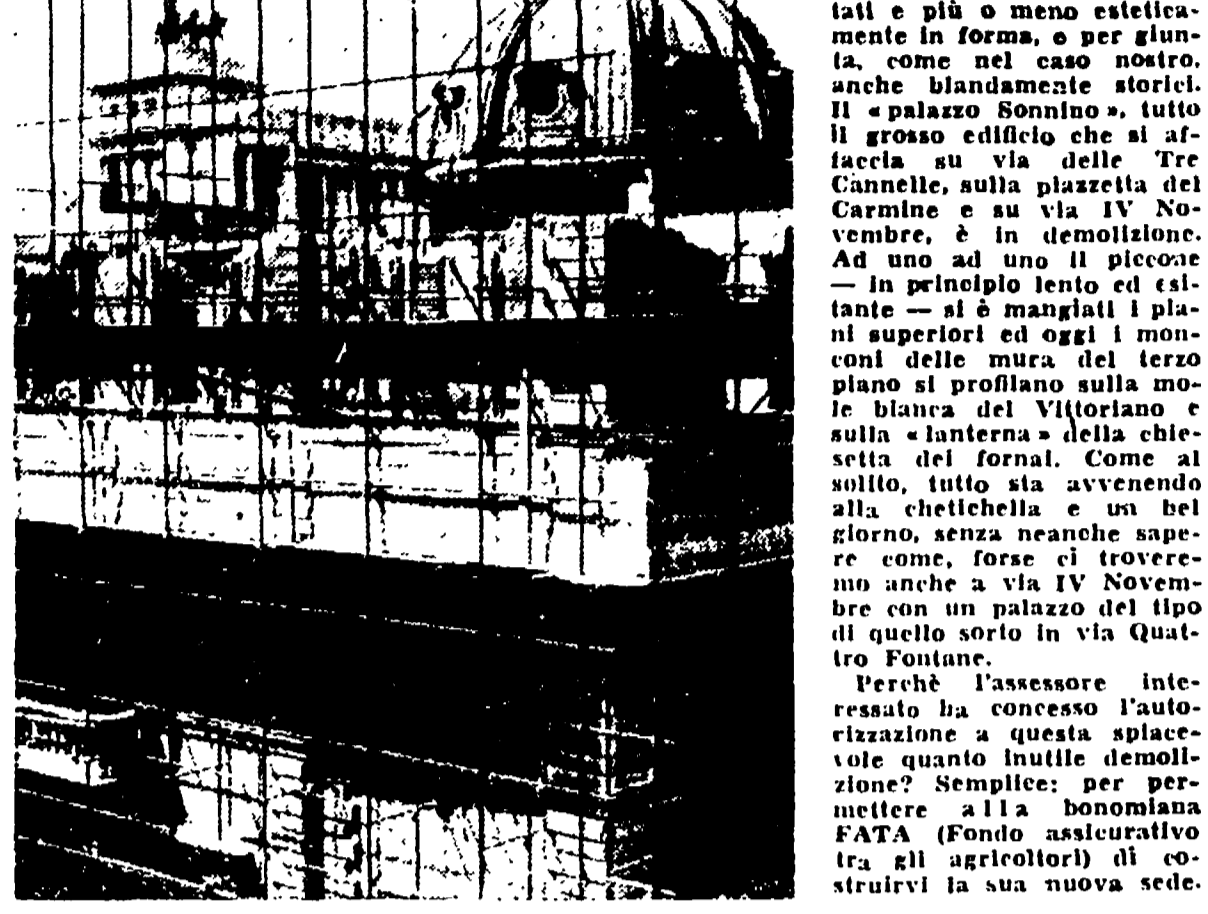 tati e più o meno estetica-
mente in forma, o per giun-
ta, come nel caso nostro,
anche blandamente storici.
Il « palazzo Sonnino », tutto
il grosso edificio che si af-
faccia su via delle Tre
Cannelle, sulla piazzetta del
Carmine e su via IV No-
vembre, è in demolizione.
Ad uno ad uno il piccone
— in principio lento ed esi-
tante — si è mangiati i pia-
ni superiori ed oggi i mon-
coni delle mura del terzo
piano si profilano sulla mo-
le bianca del Vittoriano e
sulla « lanterna » della chie-
setta dei fornai. Come al
solito, tutto sta avvenendo
alla chetichella e un bel
giorno, senza neanche sape-
re come, forse ci trovere-
mo anche a via IV Novem-
bre con un palazzo del tipo
di quello sorto in via Quat-
tro Fontane.
Perchè l'assessore inte-
ressato ha concesso l'auto-
rizzazione a questa spiace-
vole quanto inutile demoli-
zione? Semplice: per per-
mettere alla bonomiana
FATA (Fondo assicurativo
tra gli agricoltori) di co-
struirvi la sua nuova sede.